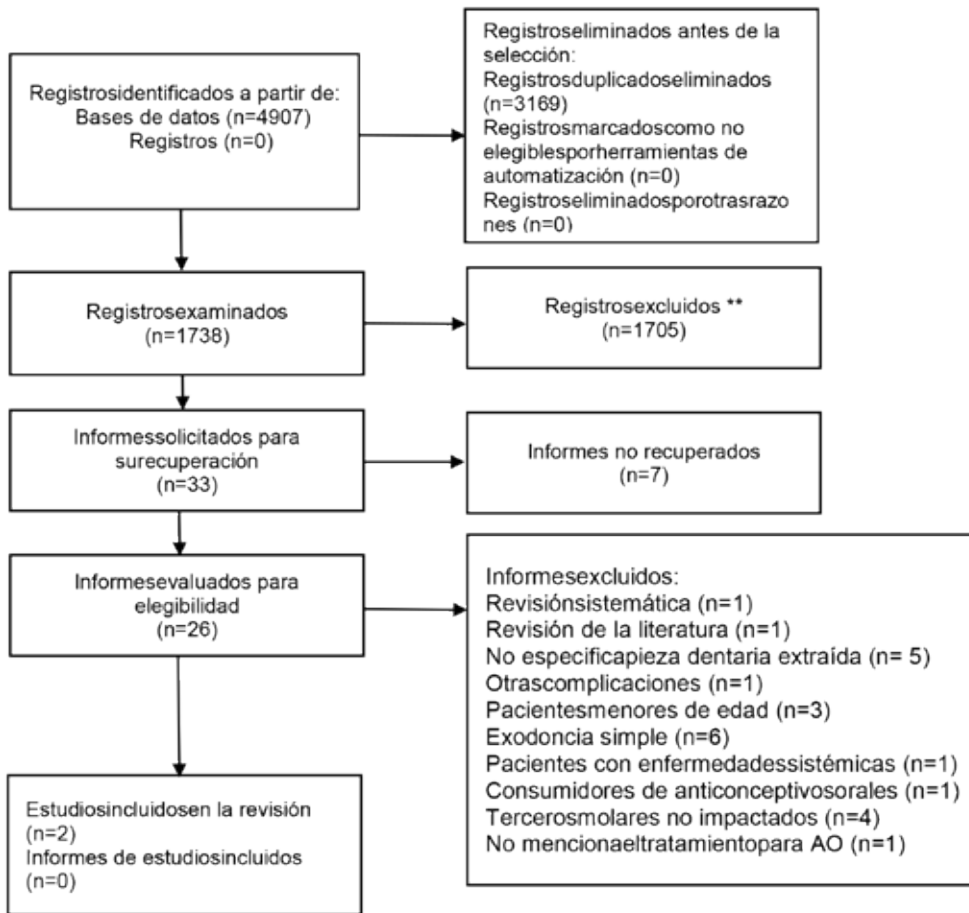 Registrosidentificados a partir de:
Bases de datos (n=4907)
Registros (n=0)
Registroseliminados antes de la
selección:
Registrosduplicadoseliminados
(n=3169)
Registrosmarcadoscomo no
elegiblesporherramientas de
automatización (n=0)
Registroseliminadosporotrasrazo
nes (n=0)
Registrosexaminados
(n=1738)
Registrosexcluidos **
(n=1705)
Informessolicitados para
surecuperación
(n=33)
Informes no recuperados
(n=7)
Informesevaluados para
elegibilidad
(n=26)
Informesexcluidos:
Revisiónsistemática (n=1)
Revisión de la literatura (n=1)
No especificapieza dentaria extraída (n= 5)
Otrascomplicaciones (n=1)
Pacientesmenores de edad (n=3)
Exodoncia simple (n=6)
Pacientes con enfermedadessistémicas (n=1)
Consumidores de anticonceptivosorales (n=1)
Tercerosmolares no impactados (n=4)
No mencionaeltratamientopara AO (n=1)
Estudiosincluidosen la revisión
(n=2)
Informes de estudiosincluidos
(n=0)